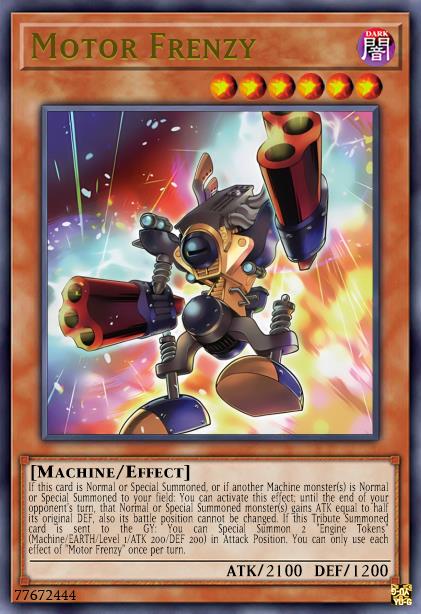 Motor Frenzy
DARK
闇
[Machine/Effect]
If this card is Normal or Special Summoned, or if another Machine monster(s) is Normal
or Special Summoned to your field: You can activate this effect; until the end of your
opponent's turn, that Normal or Special Summoned monster(s) gains ATK equal to half
its original DEF, also its battle position cannot be changed. If this Tribute Summoned
card is sent to the GY: You can Special Summon 2 "Engine Tokens"
(Machine/EARTH/Level 1/ATK 200/DEF 200) in Attack Position. You can only use each
effect of "Motor Frenzy" once per turn.
ATK/2100 DEF/1200
77672444